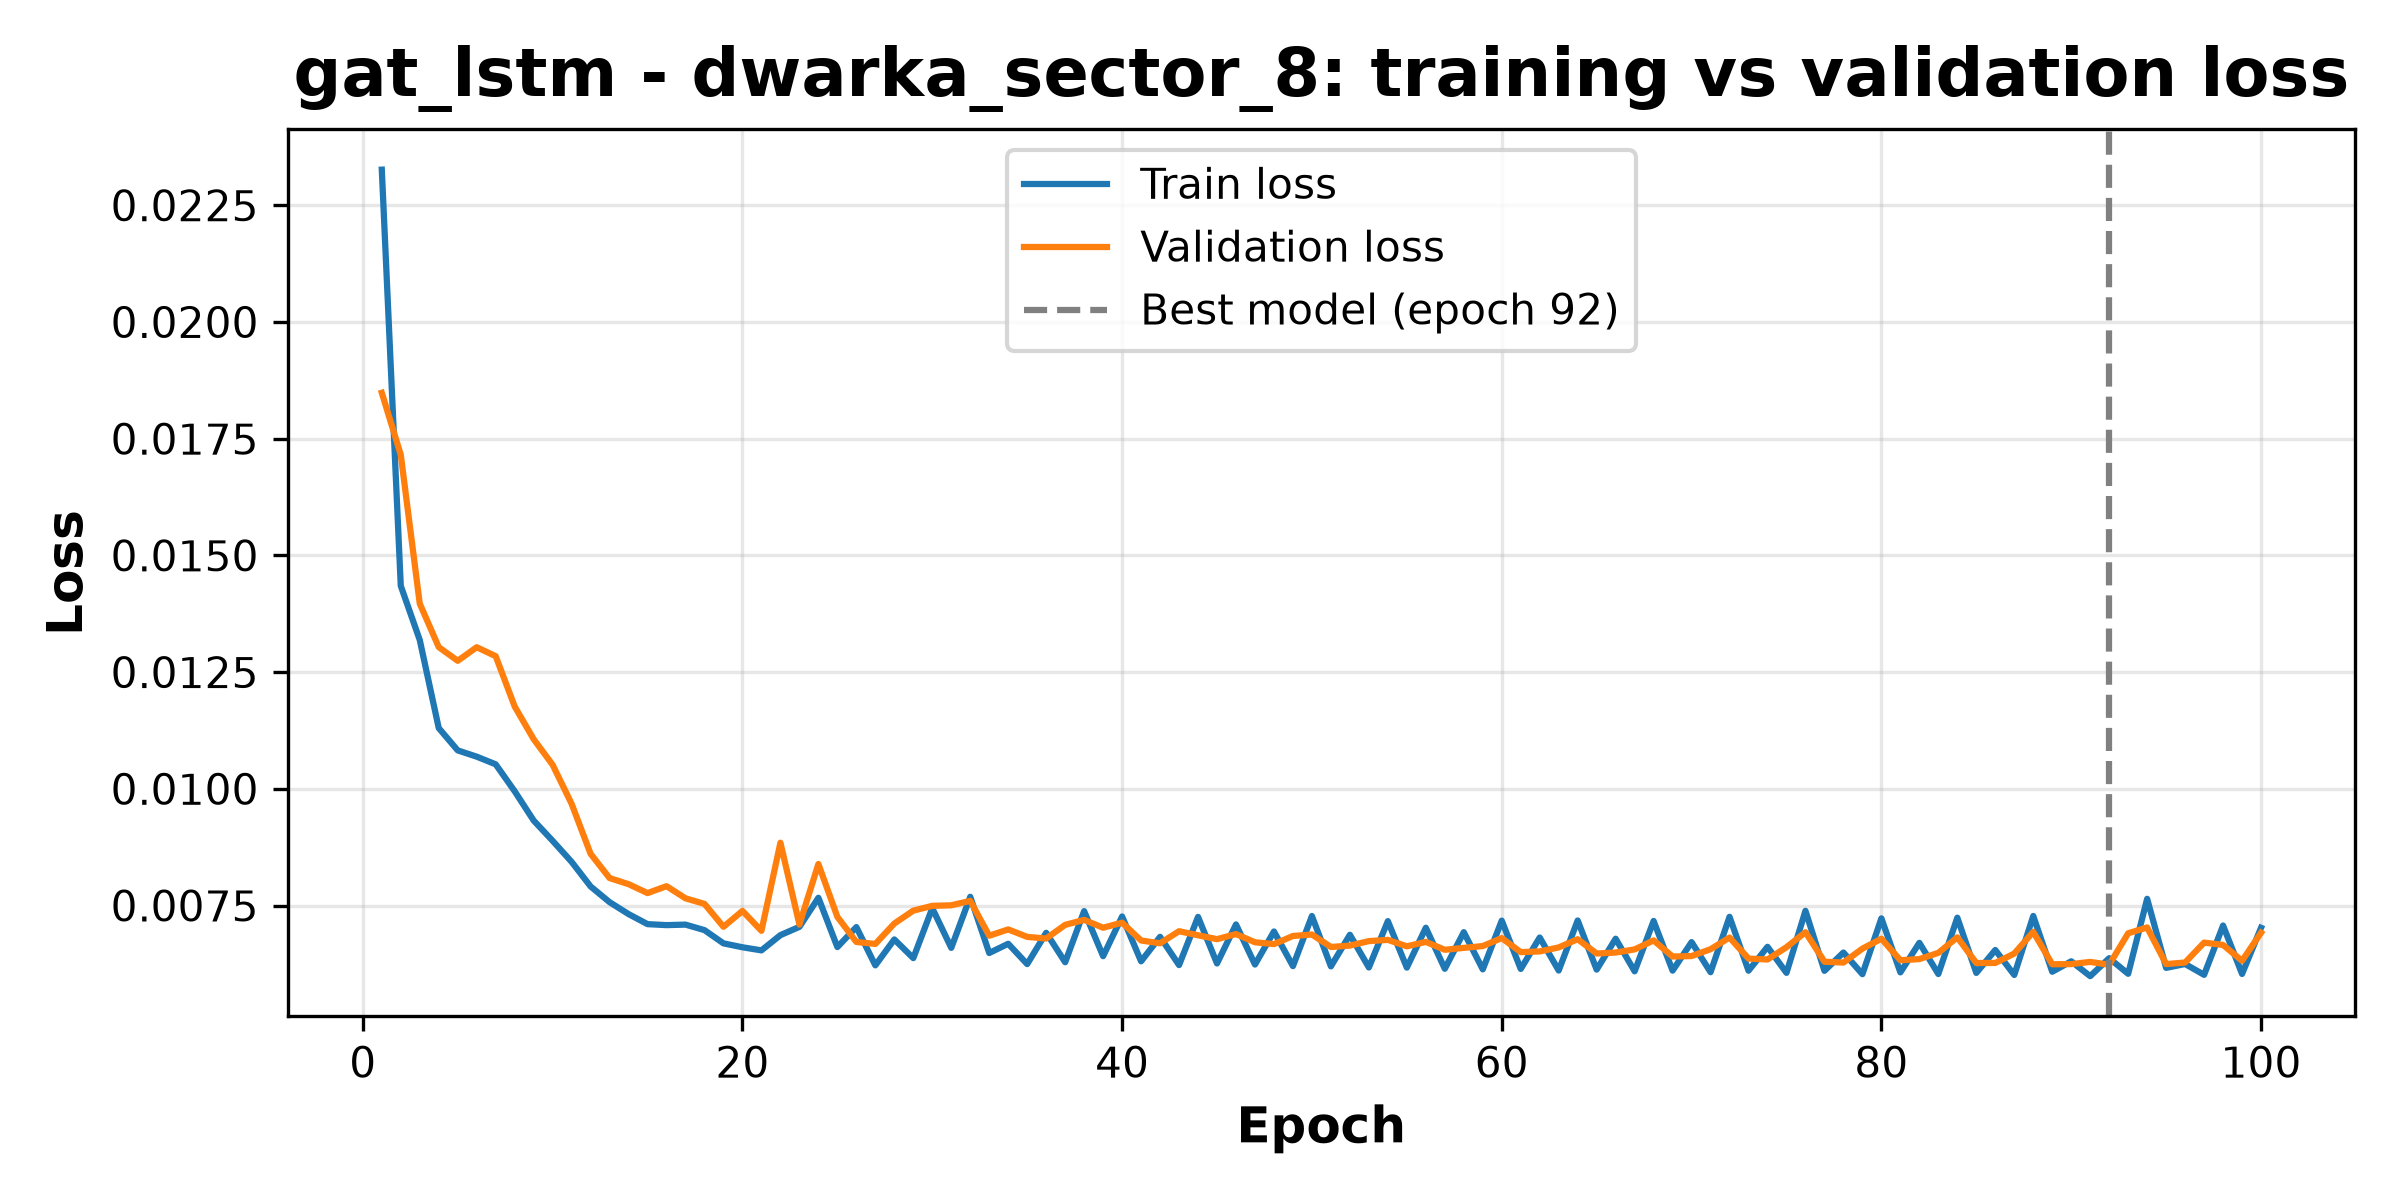 gat_lstm - dwarka_sector_8: training vs validation loss
Train loss
Validation loss
Best model (epoch 92)
Loss
0.0225
0.0200
0.0175
0.0150
0.0125
0.0100
0.0075
0 20 40 60 80 100
Epoch